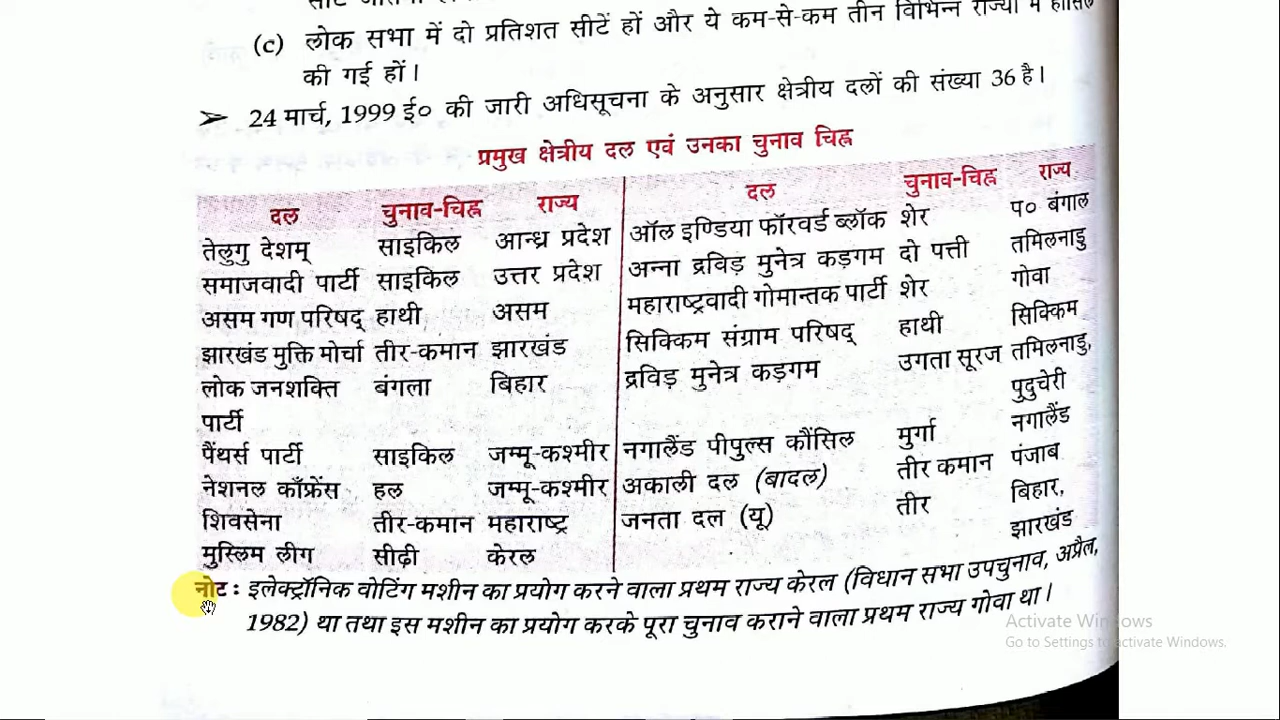 (c) लोक सभा में दो प्रतिशत सीटें हों और ये कम-से-कम तीन विभिन्न राज्यों में हासिल
की गई हों।
➢ 24 मार्च, 1999 ई० की जारी अधिसूचना के अनुसार क्षेत्रीय दलों की संख्या 36 है।
प्रमुख क्षेत्रीय दल एवं उनका चुनाव चिह्न
दल चुनाव-चिह्न राज्य
तेलुगु देशम् साइकिल आन्ध्र प्रदेश
समाजवादी पार्टी साइकिल उत्तर प्रदेश
असम गण परिषद् हाथी असम
झारखंड मुक्ति मोर्चा तीर-कमान झारखंड
लोक जनशक्ति बंगला बिहार
पार्टी
पैंथर्स पार्टी साइकिल जम्मू-कश्मीर
नेशनल कॉंफ्रेंस हल जम्मू-कश्मीर
शिवसेना तीर-कमान महाराष्ट्र
मुस्लिम लीग सीढ़ी केरल
दल चुनाव-चिह्न राज्य
ऑल इण्डिया फॉरवर्ड ब्लॉक शेर प० बंगाल
अन्ना द्रविड़ मुनेत्र कड़गम दो पत्ती तमिलनाडु
महाराष्ट्रवादी गोमान्तक पार्टी शेर गोवा
सिक्किम संग्राम परिषद् हाथी सिक्किम
द्रविड़ मुनेत्र कड़गम उगता सूरज तमिलनाडु,
पुदुचेरी
नगालैंड पीपुल्स कौंसिल मुर्गा नगालैंड
अकाली दल (बादल) तीर कमान पंजाब
जनता दल (यू) तीर बिहार,
झारखंड
नोट : इलेक्ट्रॉनिक वोटिंग मशीन का प्रयोग करने वाला प्रथम राज्य केरल (विधान सभा उपचुनाव, अप्रैल,
1982) था तथा इस मशीन का प्रयोग करके पूरा चुनाव कराने वाला प्रथम राज्य गोवा था।
Activate Windows
Go to Settings to activate Windows.